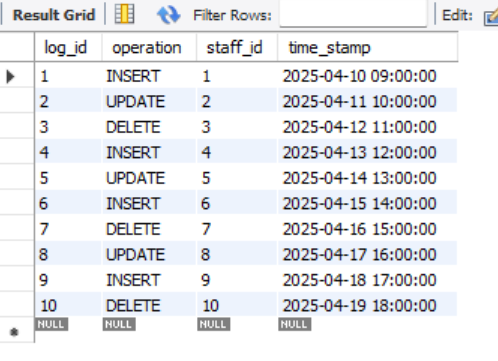 Result Grid Filter Rows: Edit:
log_id operation staff_id time_stamp
1 INSERT 1 2025-04-10 09:00:00
2 UPDATE 2 2025-04-11 10:00:00
3 DELETE 3 2025-04-12 11:00:00
4 INSERT 4 2025-04-13 12:00:00
5 UPDATE 5 2025-04-14 13:00:00
6 INSERT 6 2025-04-15 14:00:00
7 DELETE 7 2025-04-16 15:00:00
8 UPDATE 8 2025-04-17 16:00:00
9 INSERT 9 2025-04-18 17:00:00
10 DELETE 10 2025-04-19 18:00:00
NULL NULL NULL NULL